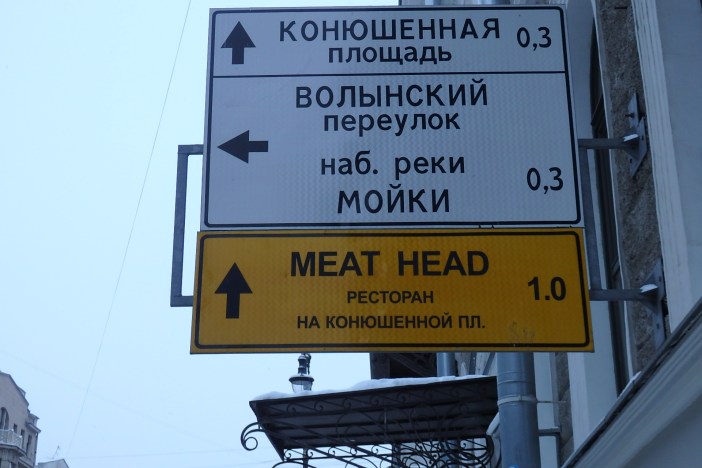 КОНЮШЕННАЯ 0,3
площадь
ВОЛЫНСКИЙ
переулок
наб. реки 0,3
МОЙКИ
MEAT HEAD
РЕСТОРАН 1.0
НА КОНЮШЕННОЙ ПЛ.